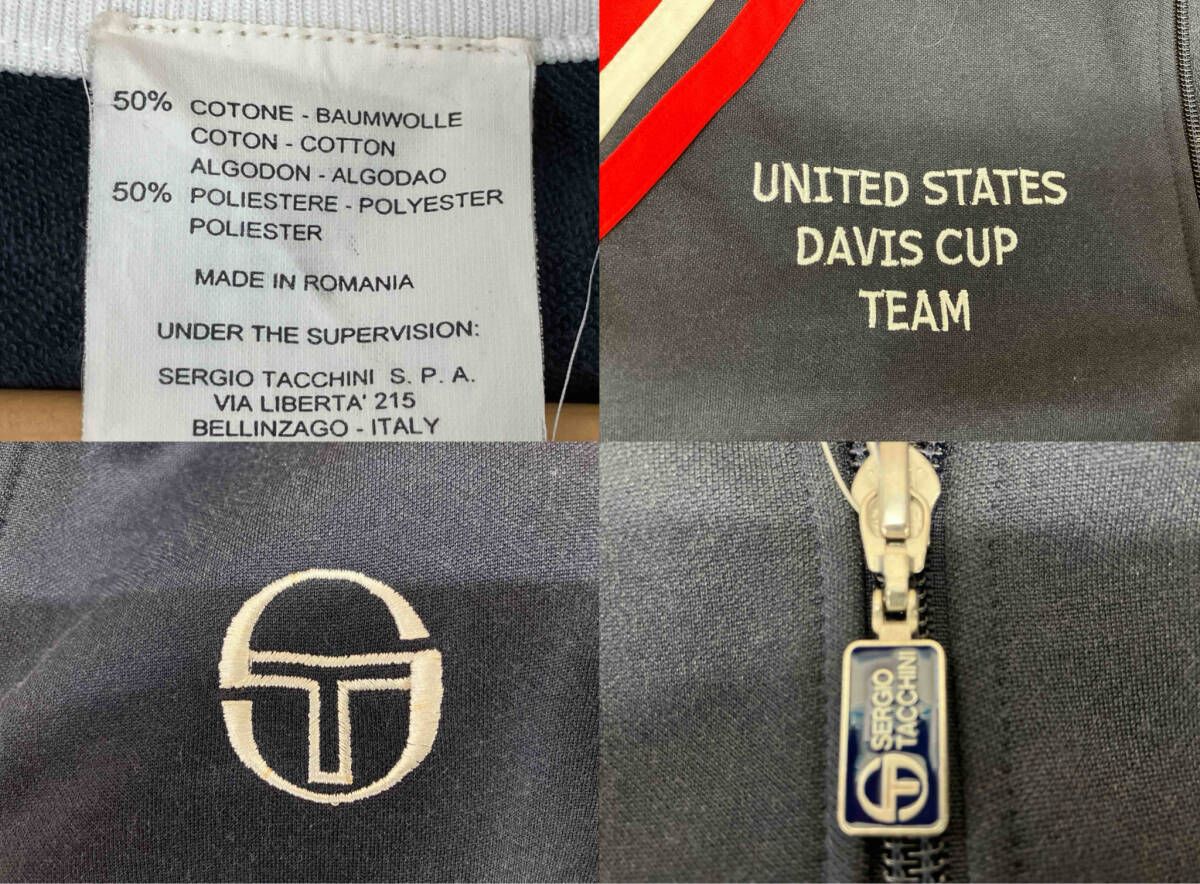 50% COTONE - BAUMWOLLE
COTON - COTTON
ALGODON - ALGODAO
50% POLIESTERE - POLYESTER
POLIESTER
MADE IN ROMANIA
UNDER THE SUPERVISION:
SERGIO TACCHINI S. P. A.
VIA LIBERTA' 215
BELLINZAGO - ITALY
UNITED STATES
DAVIS CUP
TEAM
SERGIO
TACCHINI